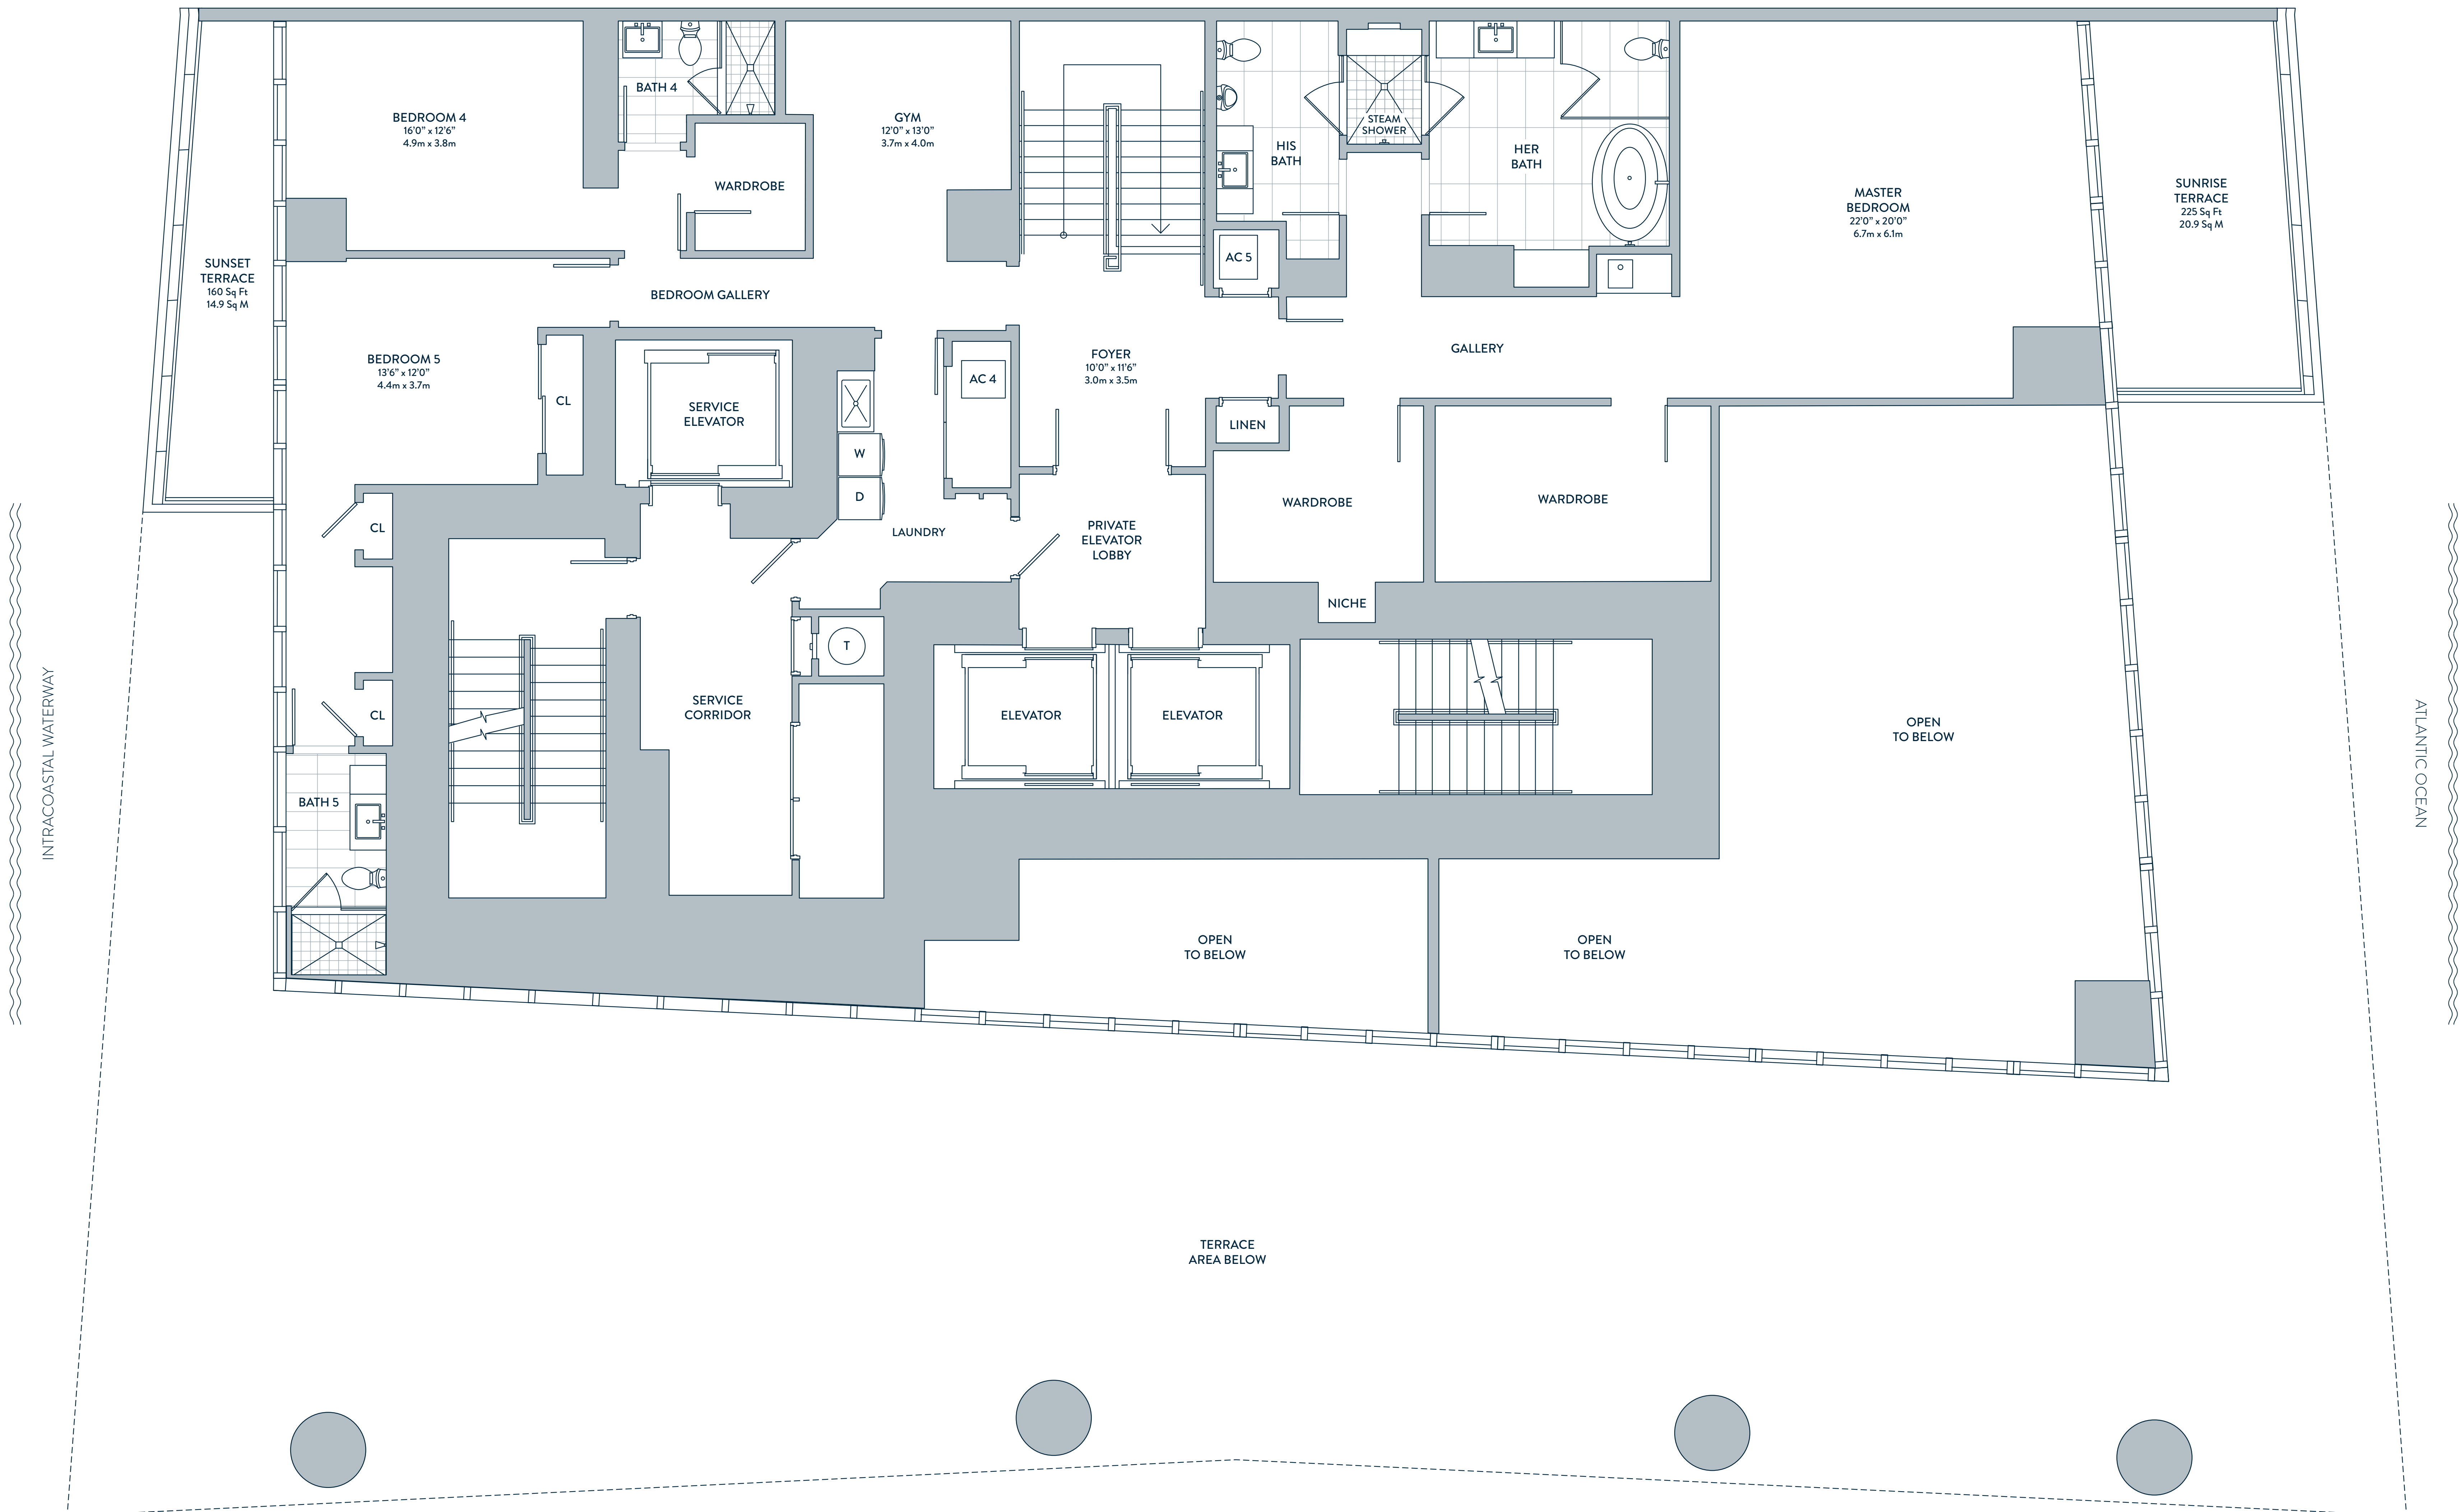 BATH 4
BEDROOM 4
16'0" x 12'6"
4.9m x 3.8m
GYM
12'0" x 13'0"
3.7m x 4.0m
STEAM
SHOWER
HIS
BATH
HER
BATH
WARDROBE
MASTER
BEDROOM
22'0" x 20'0"
6.7m x 6.1m
SUNRISE
TERRACE
225 Sq Ft
20.9 Sq M
SUNSET
TERRACE
160 Sq Ft
14.9 Sq M
AC 5
BEDROOM GALLERY
BEDROOM 5
13'6" x 12'0"
4.4m x 3.7m
FOYER
10'0" x 11'6"
3.0m x 3.5m
GALLERY
AC 4
CL
SERVICE
ELEVATOR
LINEN
W
D
CL
LAUNDRY
PRIVATE
ELEVATOR
LOBBY
WARDROBE
WARDROBE
NICHE
T
CL
SERVICE
CORRIDOR
ELEVATOR
ELEVATOR
OPEN
TO BELOW
INTRACOASTAL WATERWAY
ATLANTIC OCEAN
BATH 5
OPEN
TO BELOW
OPEN
TO BELOW
TERRACE
AREA BELOW